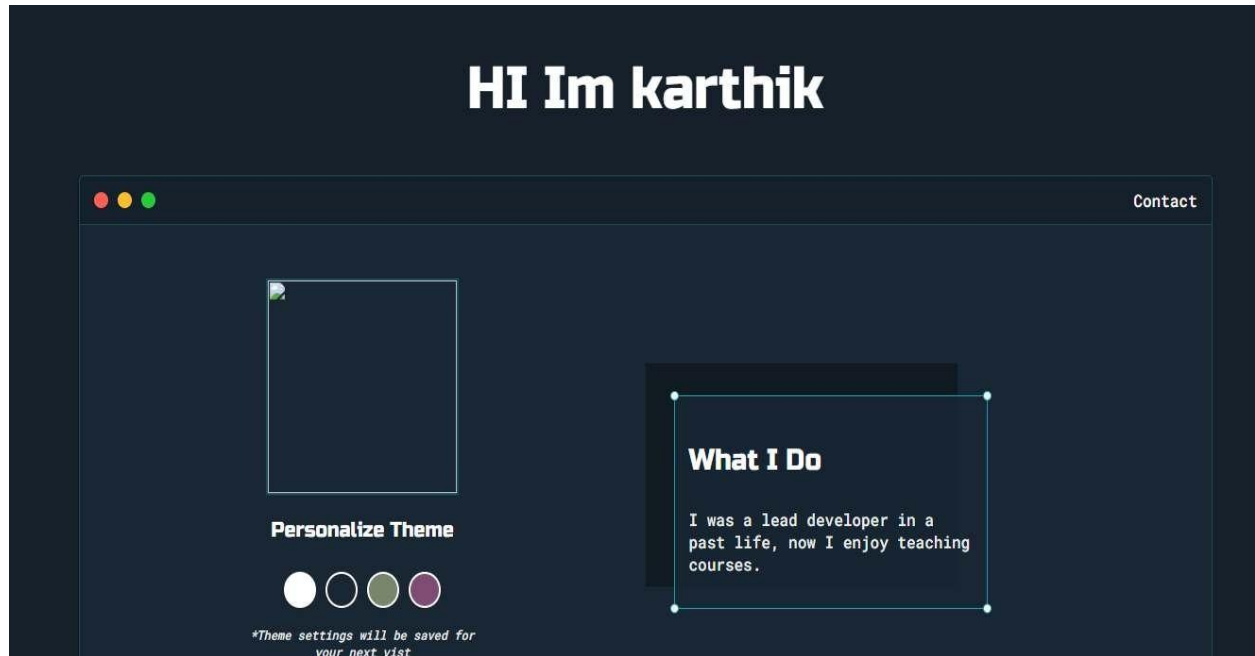 HI Im karthik
Contact
Personalize Theme
*Theme settings will be saved for
your next vist
What I Do
I was a lead developer in a
past life, now I enjoy teaching
courses.